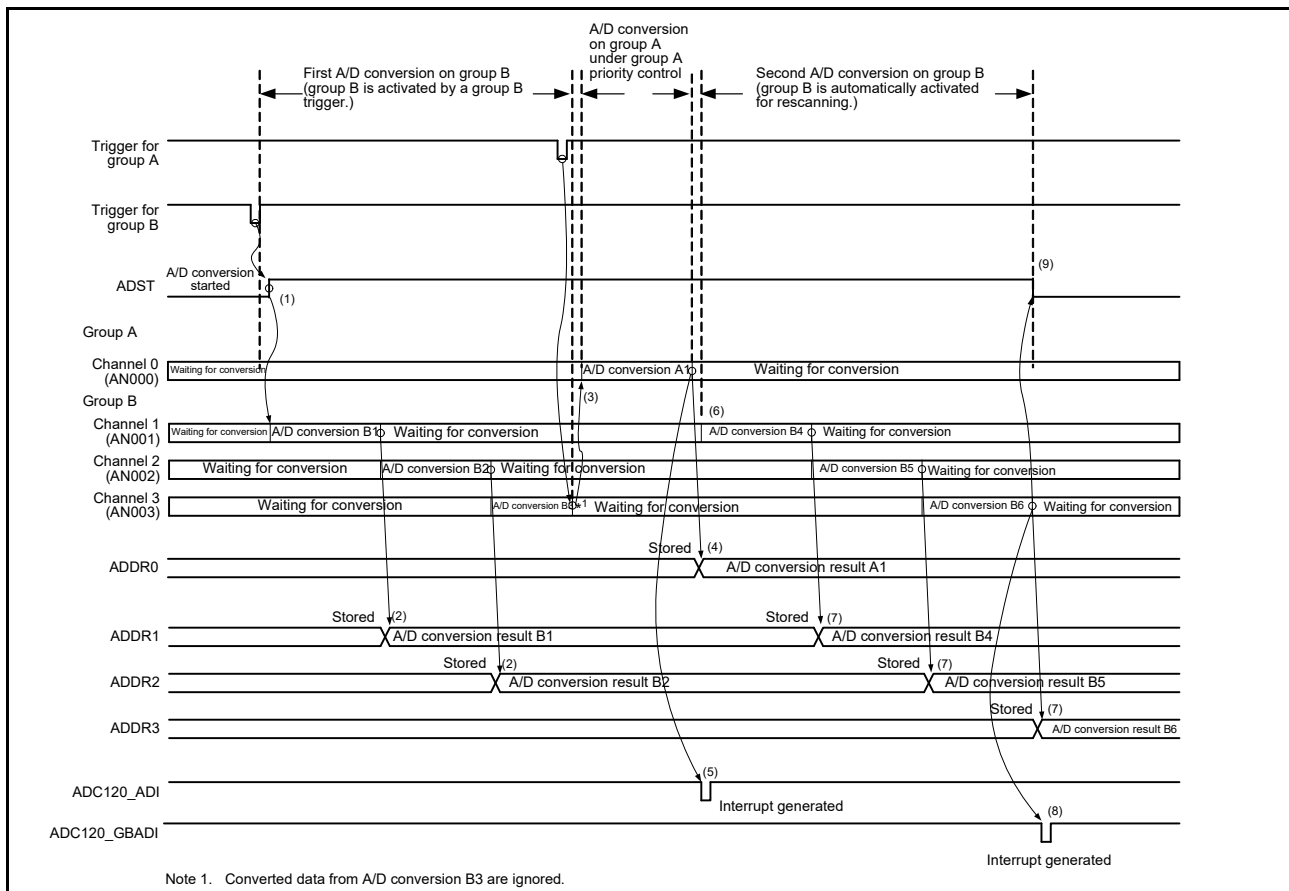 A/D conversion
on group A
under group A
priority control
First A/D conversion on group B
(group B is activated by a group B
trigger.)
Second A/D conversion on group B
(group B is automatically activated
for rescanning.)
Trigger for
group A
Trigger for
group B
A/D conversion
started
ADST
(1)
(9)
Group A
Channel 0
(AN000)
Waiting for conversion
A/D conversion A1
Waiting for conversion
(3)
Group B
(6)
Channel 1
(AN001)
Waiting for conversion
A/D conversion B1
Waiting for conversion
A/D conversion B4
Waiting for conversion
Channel 2
(AN002)
Waiting for conversion
A/D conversion B2
Waiting for conversion
A/D conversion B5
Waiting for conversion
Channel 3
(AN003)
Waiting for conversion
A/D conversion
*1
Waiting for conversion
A/D conversion B6
Waiting for conversion
ADDR0
Stored
(4)
A/D conversion result A1
ADDR1
Stored
(2)
A/D conversion result B1
Stored
(7)
A/D conversion result B4
ADDR2
Stored
(2)
A/D conversion result B2
Stored
(7)
A/D conversion result B5
ADDR3
Stored
(7)
A/D conversion result B6
ADC120_ADI
(5)
Interrupt generated
ADC120_GBADI
(8)
Interrupt generated
Note 1. Converted data from A/D conversion B3 are ignored.